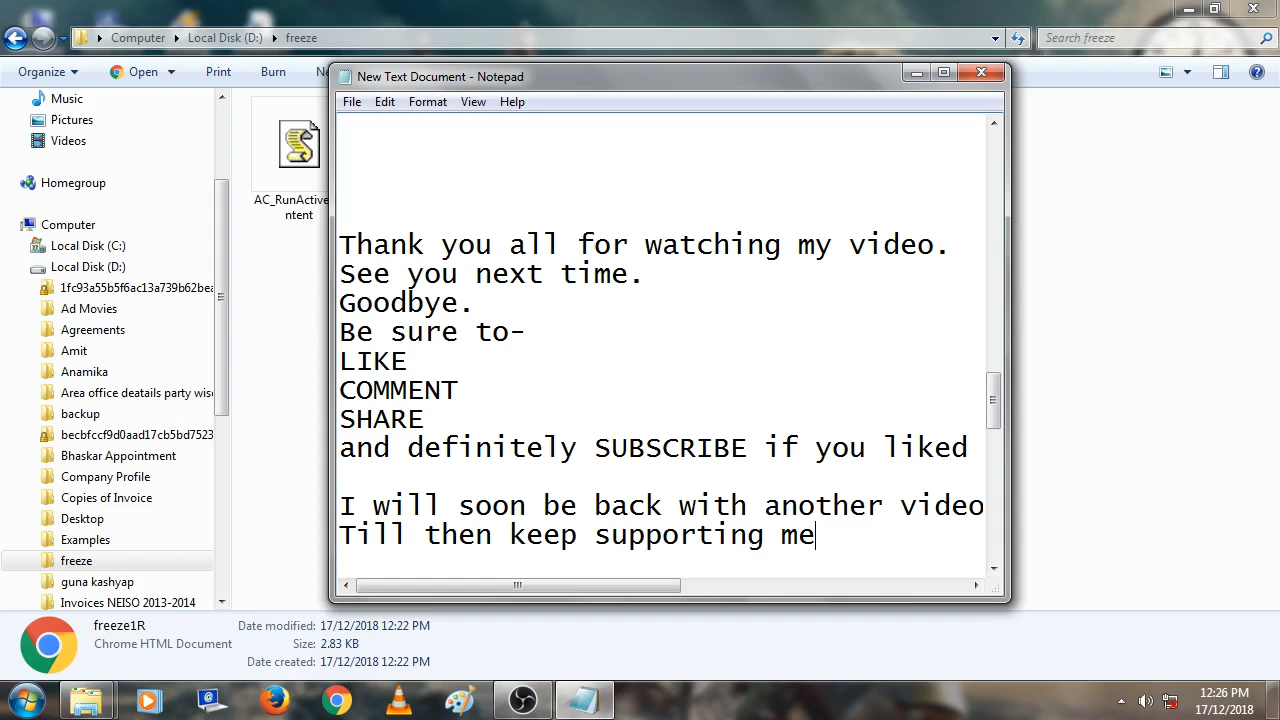 Computer Local Disk (D:) freeze
Search freeze
Organize Open Print Burn
New Text Document - Notepad
File Edit Format View Help
Music
Pictures
Videos
Homegroup
Computer
Local Disk (C:)
Local Disk (D:)
1fc93a55b5f6ac13a739b62bea
Ad Movies
Agreements
Amit
Anamika
Area office deatails party wise
backup
becbfccf9d0aad17cb5bd7523
Bhaskar Appointment
Company Profile
Copies of Invoice
Desktop
Examples
freeze
guna kashyap
Invoices NEISO 2013-2014
AC_RunActive
ntent
Thank you all for watching my video.
See you next time.
Goodbye.
Be sure to-
LIKE
COMMENT
SHARE
and definitely SUBSCRIBE if you liked
I will soon be back with another video
Till then keep supporting me
freeze1R
Chrome HTML Document
Date modified: 17/12/2018 12:22 PM
Size: 2.83 KB
Date created: 17/12/2018 12:22 PM
12:26 PM
17/12/2018